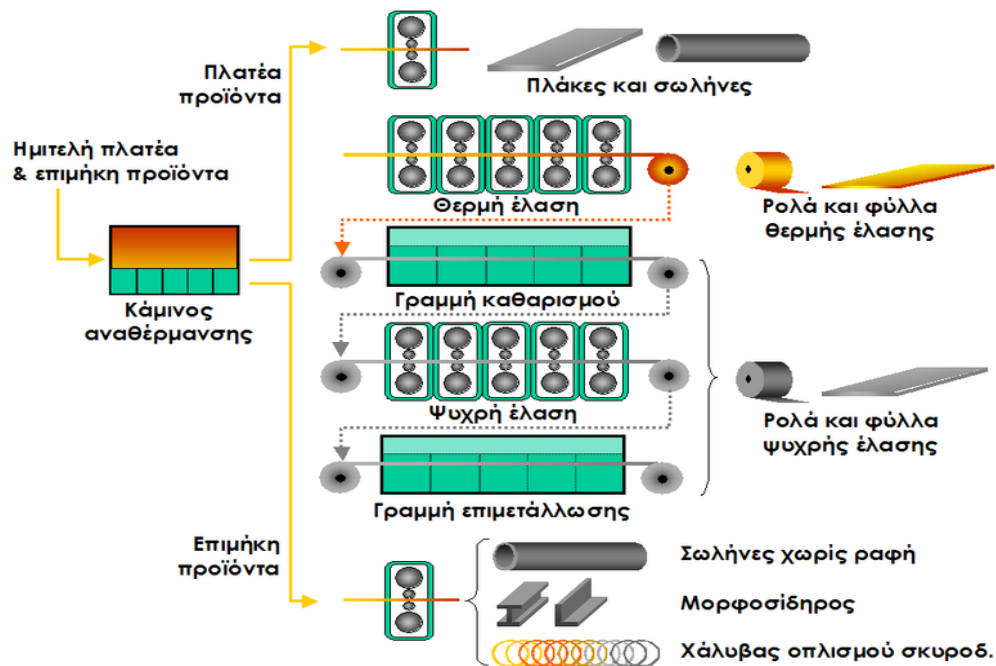 Πλατέα
προϊόντα
Πλάκες και σωλήνες
Ημιτελή πλατέα
& επιμήκη προϊόντα
Θερμή έλαση
Ρολά και φύλλα
θερμής έλασης
Κάμινος
αναθέρμανσης
Γραμμή καθαρισμού
Ψυχρή έλαση
Ρολά και φύλλα
ψυχρής έλασης
Γραμμή επιμετάλλωσης
Επιμήκη
προϊόντα
Σωλήνες χωρίς ραφή
Μορφοσίδηρος
Χάλυβας οπλισμού σκυροδ.